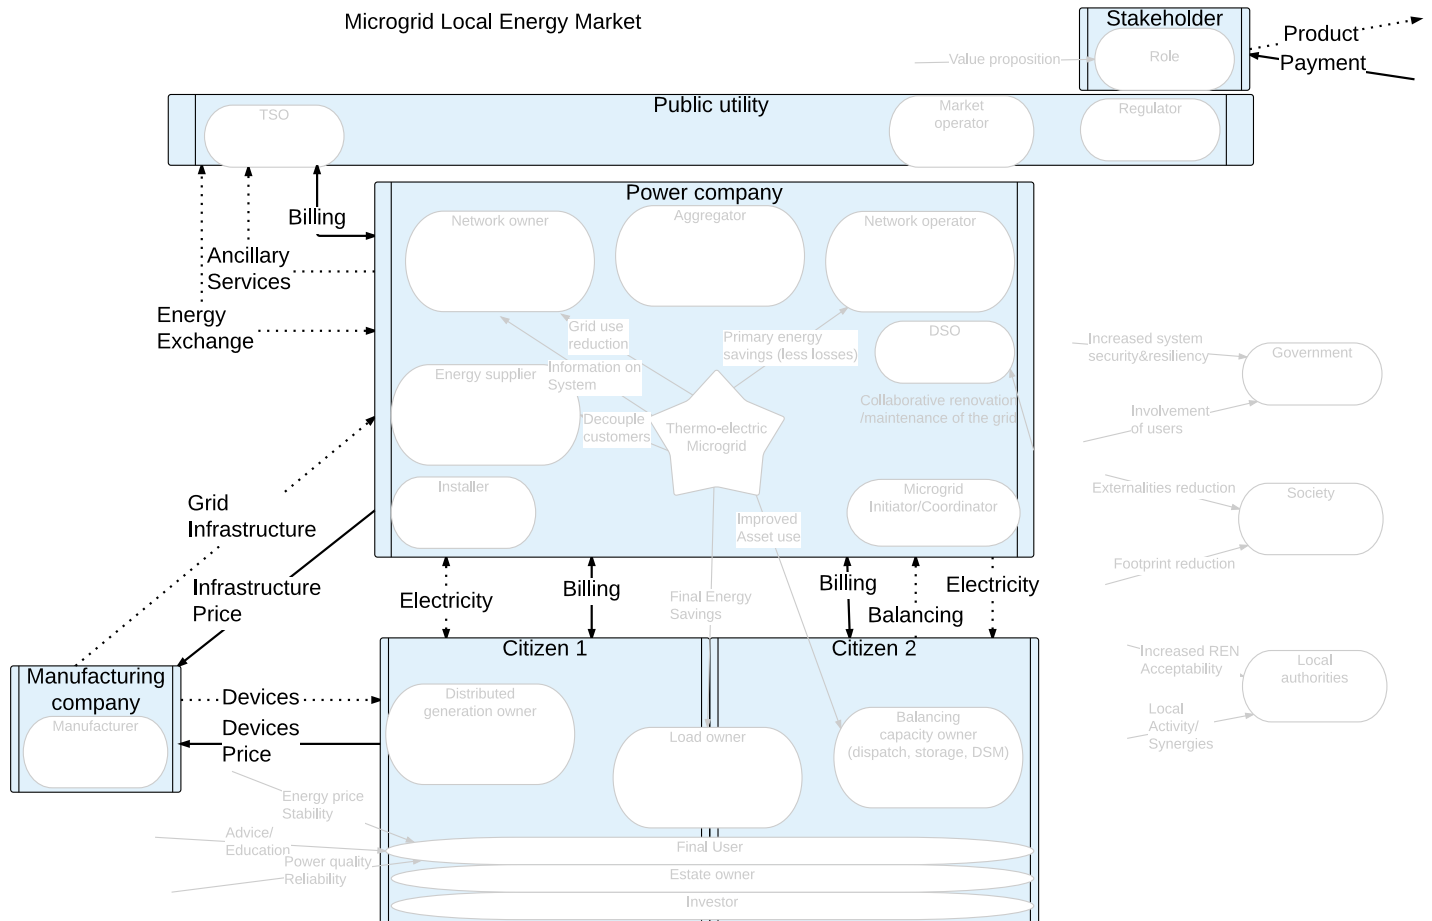 Microgrid Local Energy Market
Stakeholder
Role
Value proposition
Product
Payment
Public utility
TSO
Market
operator
Regulator
Power company
Network owner
Aggregator
Network operator
Billing
Ancillary
Services
Energy
Exchange
Grid use
reduction
Primary energy
savings (less losses)
DSO
Information on
System
Energy supplier
Collaborative renovation
/maintenance of the grid
Decouple
customers
Thermo-electric
Microgrid
Installer
Microgrid
Initiator/Coordinator
Improved
Asset use
Increased system
security&resiliency
Government
Involvement
of users
Externalities reduction
Society
Footprint reduction
Increased REN
Acceptability
Local
authorities
Local
Activity/
Synergies
Grid
Infrastructure
Infrastructure
Price
Electricity
Billing
Final Energy
Savings
Billing
Balancing
Electricity
Manufacturing
company
Manufacturer
Devices
Devices
Price
Citizen 1
Citizen 2
Distributed
generation owner
Load owner
Balancing
capacity owner
(dispatch, storage, DSM)
Energy price
Stability
Advice/
Education
Power quality
Reliability
Final User
Estate owner
Investor